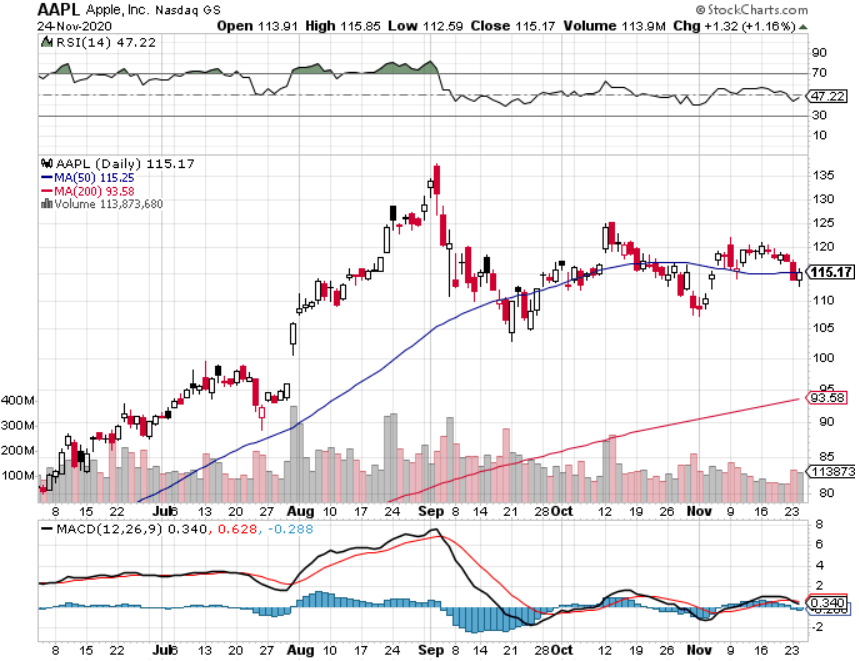 AAPL Apple, Inc. Nasdaq GS © StockCharts.com
24-Nov-2020 Open 113.91 High 115.85 Low 112.59 Close 115.17 Volume 113.9M Chg +1.32 (+1.16%)
RSI(14) 47.22
90
70
47.22
30
10
AAPL (Daily) 115.17
MA(50) 115.25
MA(200) 93.58
Volume 113,873,680
135
130
125
120
115.17
110
105
100
95
93.58
90
85
113873
80
400M
300M
200M
100M
8 15 22 Jul 6 13 20 27 Aug 10 17 24 Sep 8 14 21 28 Oct 12 19 26 Nov 9 16 23
MACD(12,26,9) 0.340, 0.628, -0.288
8
6
4
2
0.340
-2
8 15 22 Jul 6 13 20 27 Aug 10 17 24 Sep 8 14 21 28 Oct 12 19 26 Nov 9 16 23